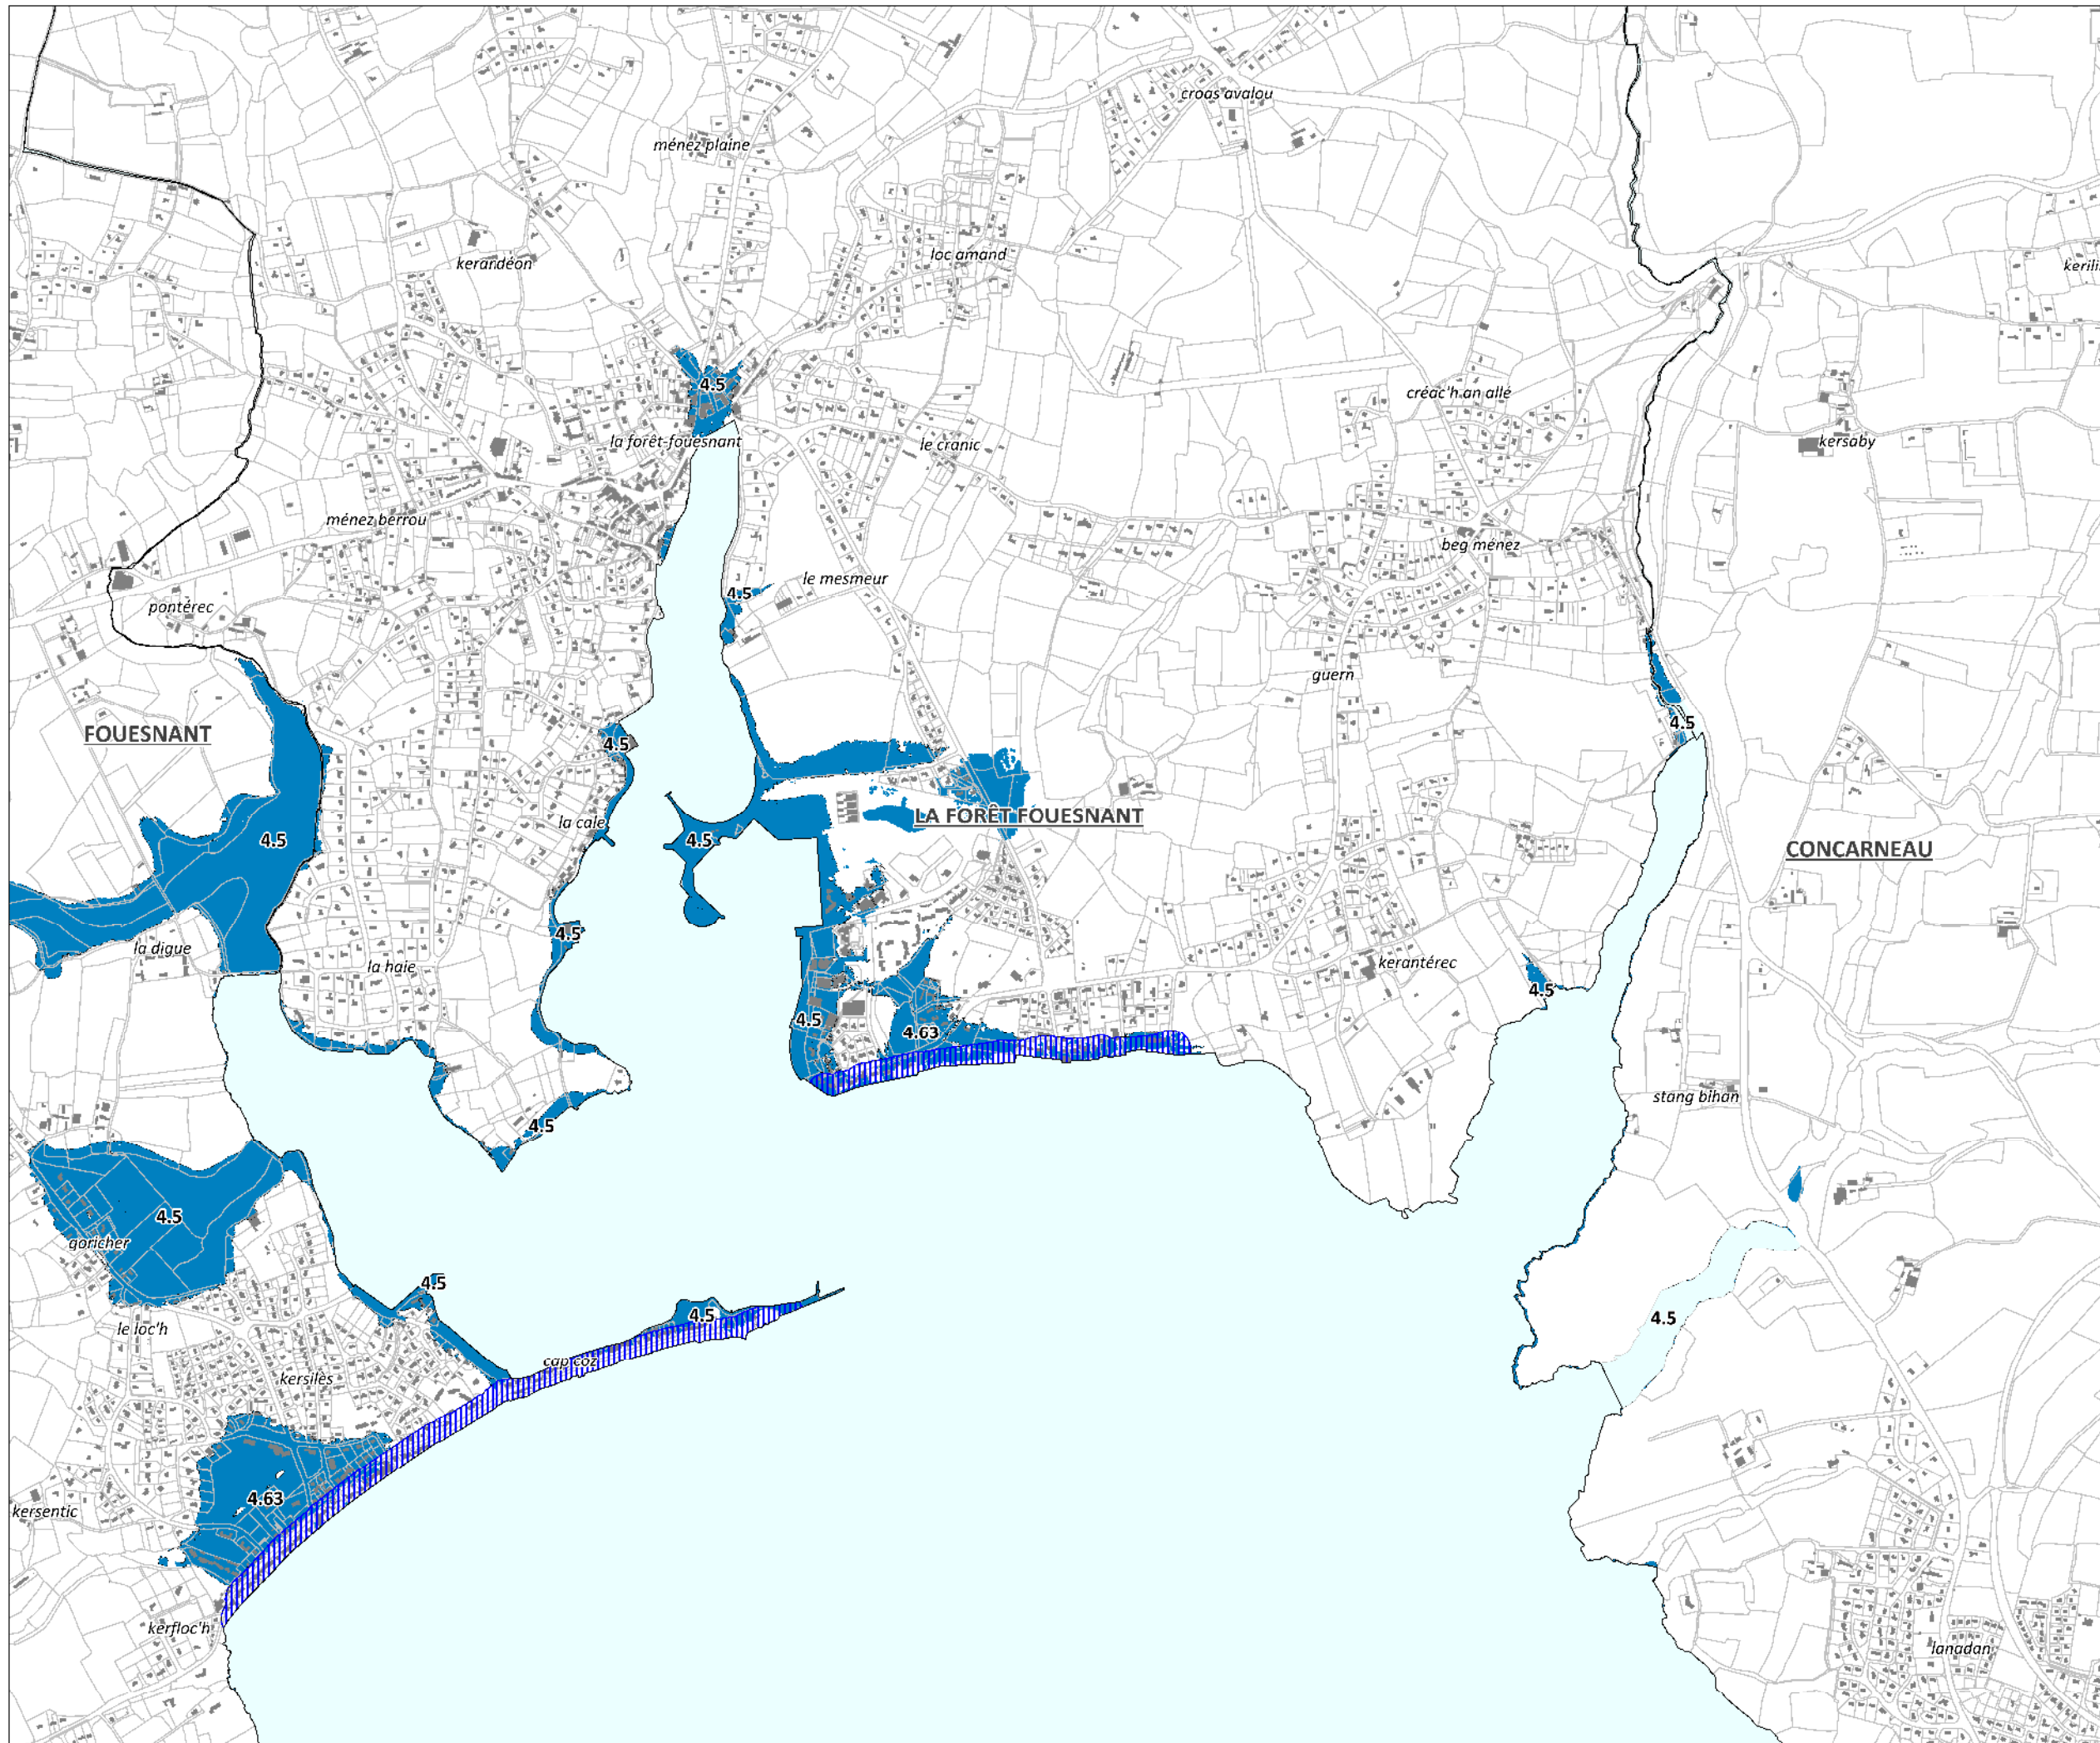 croas avalou
ménez plaine
loc amand
kerandéon
kerili
4.5
créac'h an allé
la forêt-fouesnant
le cranic
kersaby
ménez berrou
beg ménez
le mesmeur
4.5
pontérec
guern
4.5
FOUESNANT
4.5
LA FORÊT FOUESNANT
la cale
4.5
4.5
CONCARNEAU
4.5
la digue
la haie
kerantérec
4.5
4.5
4.63
stang bihan
4.5
4.5
goricher
4.5
4.5
4.5
le loc'h
cap coz
kersilès
4.63
kersentic
kerfloc'h
lanadan